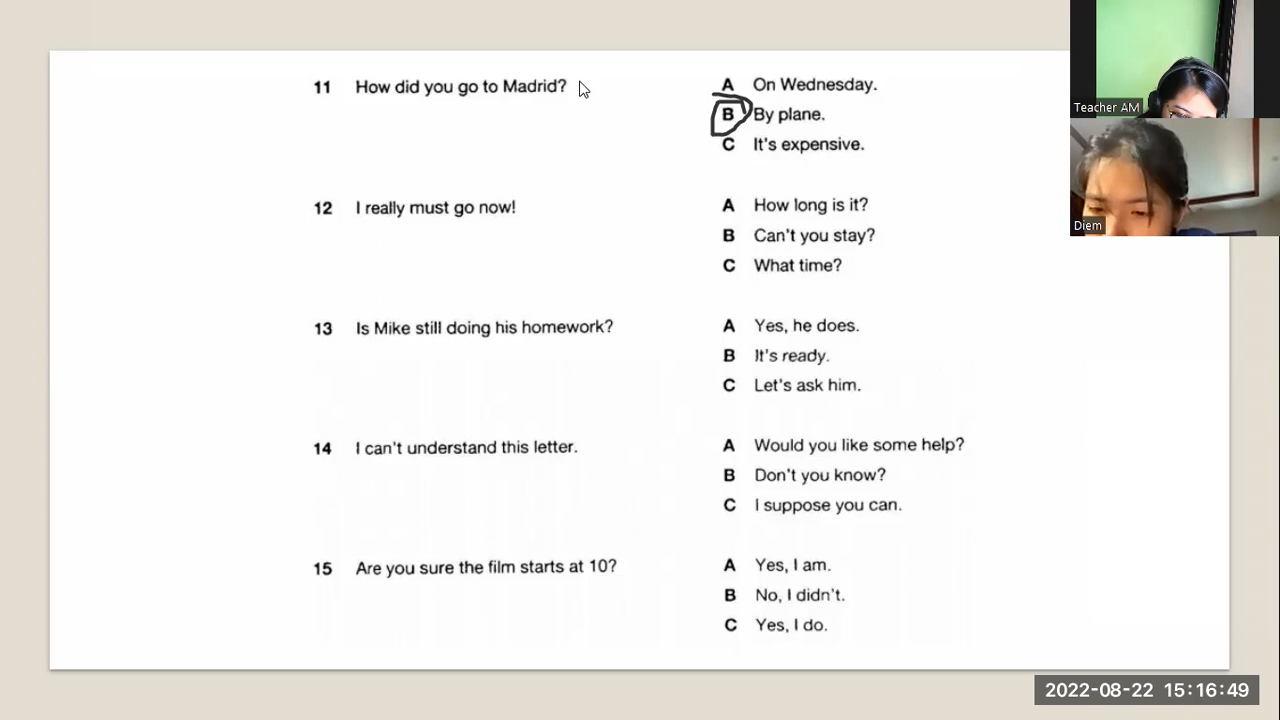 11 How did you go to Madrid?
A On Wednesday.
B By plane.
C It's expensive.
12 I really must go now!
A How long is it?
B Can't you stay?
C What time?
13 Is Mike still doing his homework?
A Yes, he does.
B It's ready.
C Let's ask him.
14 I can't understand this letter.
A Would you like some help?
B Don't you know?
C I suppose you can.
15 Are you sure the film starts at 10?
A Yes, I am.
B No, I didn't.
C Yes, I do.
Teacher AM
Diem
2022-08-22 15:16:49